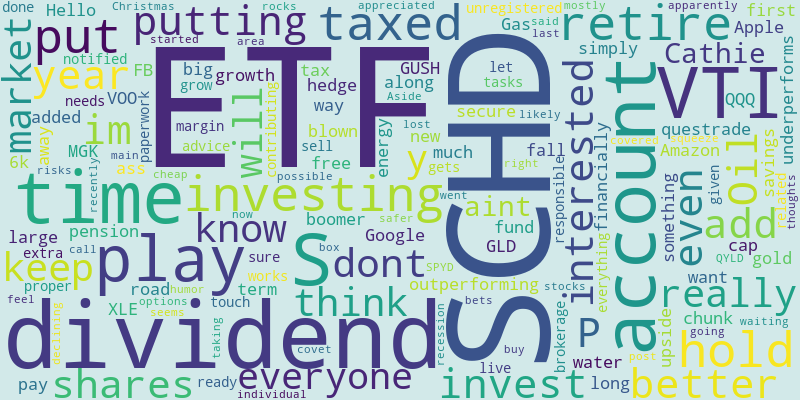 done
Hello
Christmas
rocks
appreciated
mostly
unregistered
apparently
first
market
put
putting
taxed
Gas
said
last
retire
Apple
started
area
notified
year
FB
big
growth
tax
GUSH
let
Cathie
simply
needs
VOO
grow
hedge
along
tasks
VTI
QQQ
underperforms
added
paperwork
ETF
way
Aside
SCHD
secure
likely
interested
account
questrade
im
margin
will
contributing
blown
lost
new
fall
Amazon
savings
6k
away
MGK
main
advice
sell
energy
y
much
financially
oil
recently
ass
free
gets
right
covered
squeeze
risks
cheap
possible
went
related
time
investing
aint
responsible
even
given
add
thoughts
pension
know
now
boomer
safer
fund
everything
something
large
call
Google
GLD
cap
gold
extra
play
sure
S
box
dont
SPYD
stocks
P
QYLD
keep
road
works
term
outperforming
want
proper
humor
bets
really
XLE
options
touch
think
recession
brokerage
water
chunk
going
waiting
feel
seems
upside
dividend
declining
taking
covet
buy
post
hold
live
long
pay
shares
ready
everyone
individual
invest
better